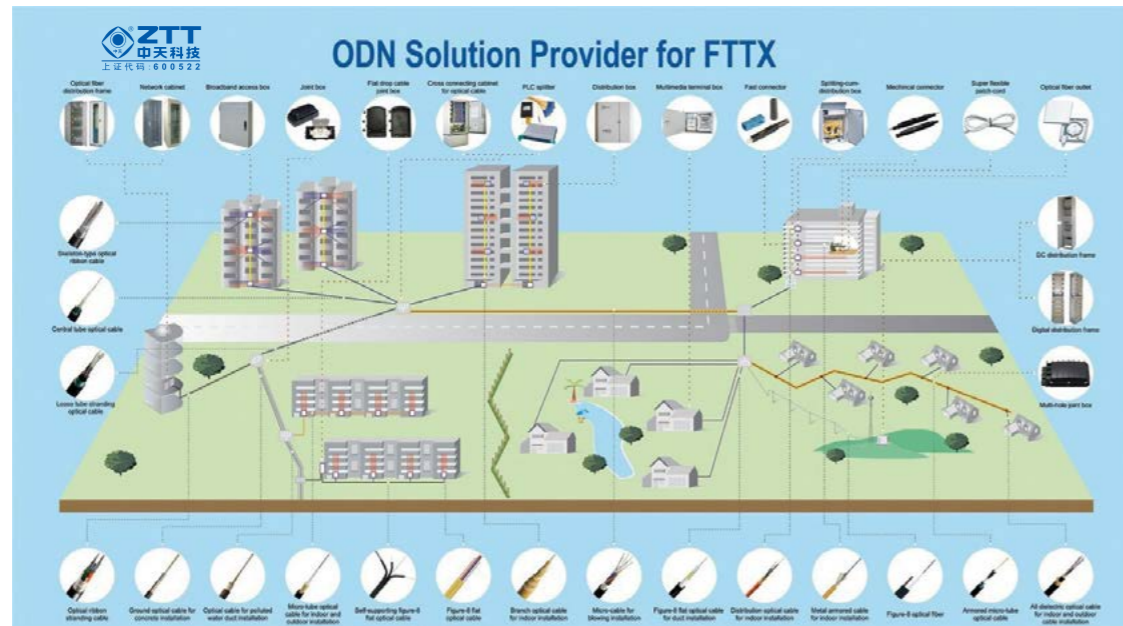 ZTT
中天科技
上证代码:600522
ODN Solution Provider for FTTX
Optical fiber
distribution frame
Network cabinet
Broadband access box
Joint box
Flat drop cable
joint box
Cross connecting cabinet
for optical cable
PLC splitter
Distribution box
Multimedia terminal box
Fast connector
Splitting-cum-
distribution box
Mechincal connector
Super flexible
patch-cord
Optical fiber outlet
Skeleton-type optical
ribbon cable
Central tube optical cable
Loose tube stranding
optical cable
DC distribution frame
Digital distribution frame
Multi-hole joint box
Optical ribbon
stranding cable
Ground optical cable for
concrete installation
Optical cable for polluted
water duct installation
Micro-tube optical
cable for indoor and
outdoor installation
Self-supporting figure-8
flat optical cable
Figure-8 flat
optical cable
Branch optical cable
for indoor installation
Micro-cable for
blowing installation
Figure-8 flat optical cable
for duct installation
Distribution optical cable
for indoor installation
Metal armored cable
for indoor installation
Figure-8 optical fiber
Armored micro-tube
optical cable
All dielectric optical cable
for indoor and outdoor
cable installation